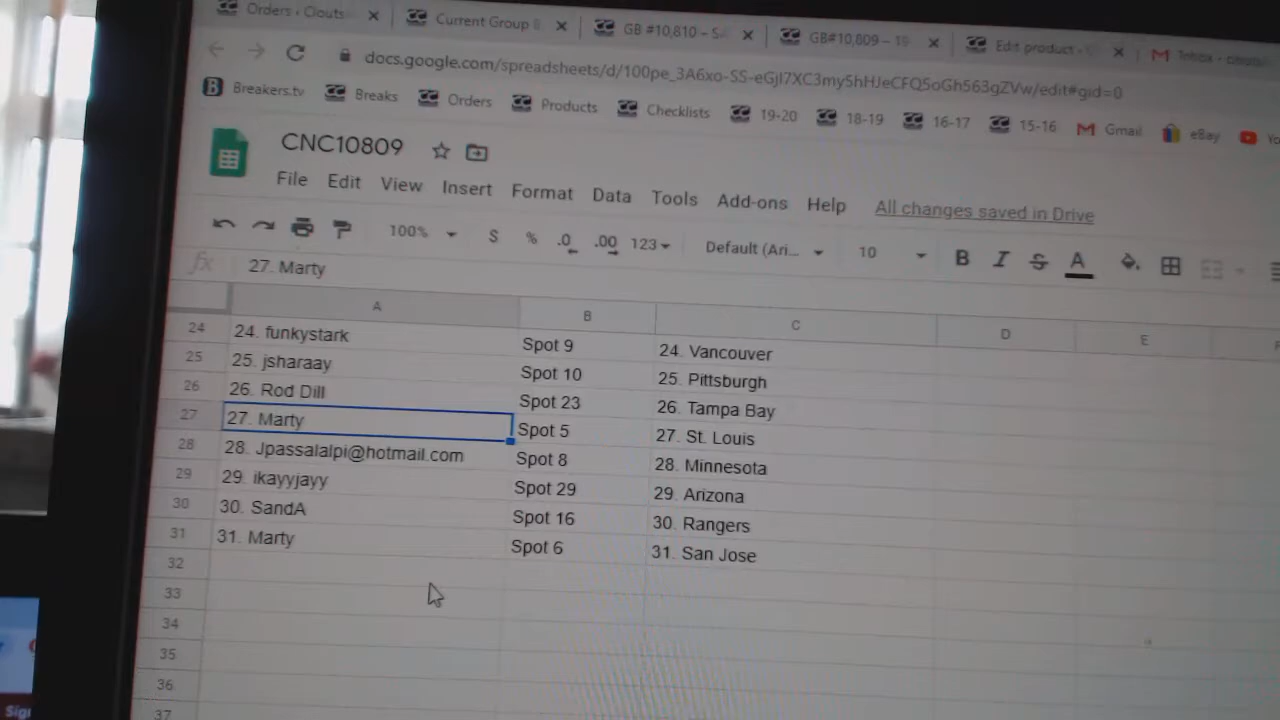 Orders ‹ Clouts
Current Group B
GB #10,810 – S
GB#10,809 – 19
Edit product ‹
Inbox
docs.google.com/spreadsheets/d/100pe_3A6xo-SS-eGJl7XC3my5hHJeCFQ5oGh563gZVw/edit#gid=0
Breakers.tv Breaks Orders Products Checklists 19-20 18-19 16-17 15-16 Gmail eBay
CNC10809
File Edit View Insert Format Data Tools Add-ons Help All changes saved in Drive
100% $ % .0 .00 123 Default (Ari... 10 B I S A
fx 27. Marty
A B C D E
24 24. funkystark Spot 9 24. Vancouver
25 25. jsharaay Spot 10 25. Pittsburgh
26 26. Rod Dill Spot 23 26. Tampa Bay
27 27. Marty Spot 5 27. St. Louis
28 28. Jpassalalpi@hotmail.com Spot 8 28. Minnesota
29 29. ikayyjayy Spot 29 29. Arizona
30 30. SandA Spot 16 30. Rangers
31 31. Marty Spot 6 31. San Jose
32
33
34
35
36
37
Sig